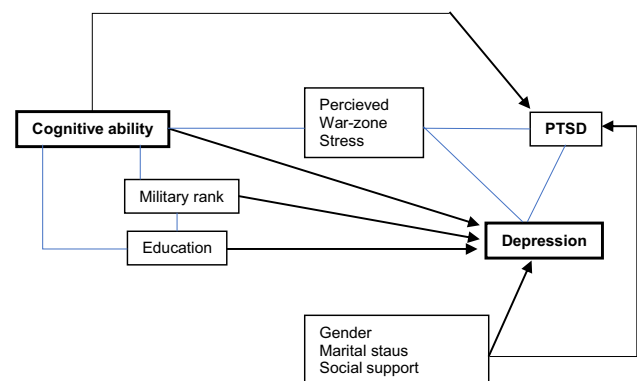 Percieved
War-zone
Stress
Cognitive ability
PTSD
Military rank
Education
Depression
Gender
Marital staus
Social support